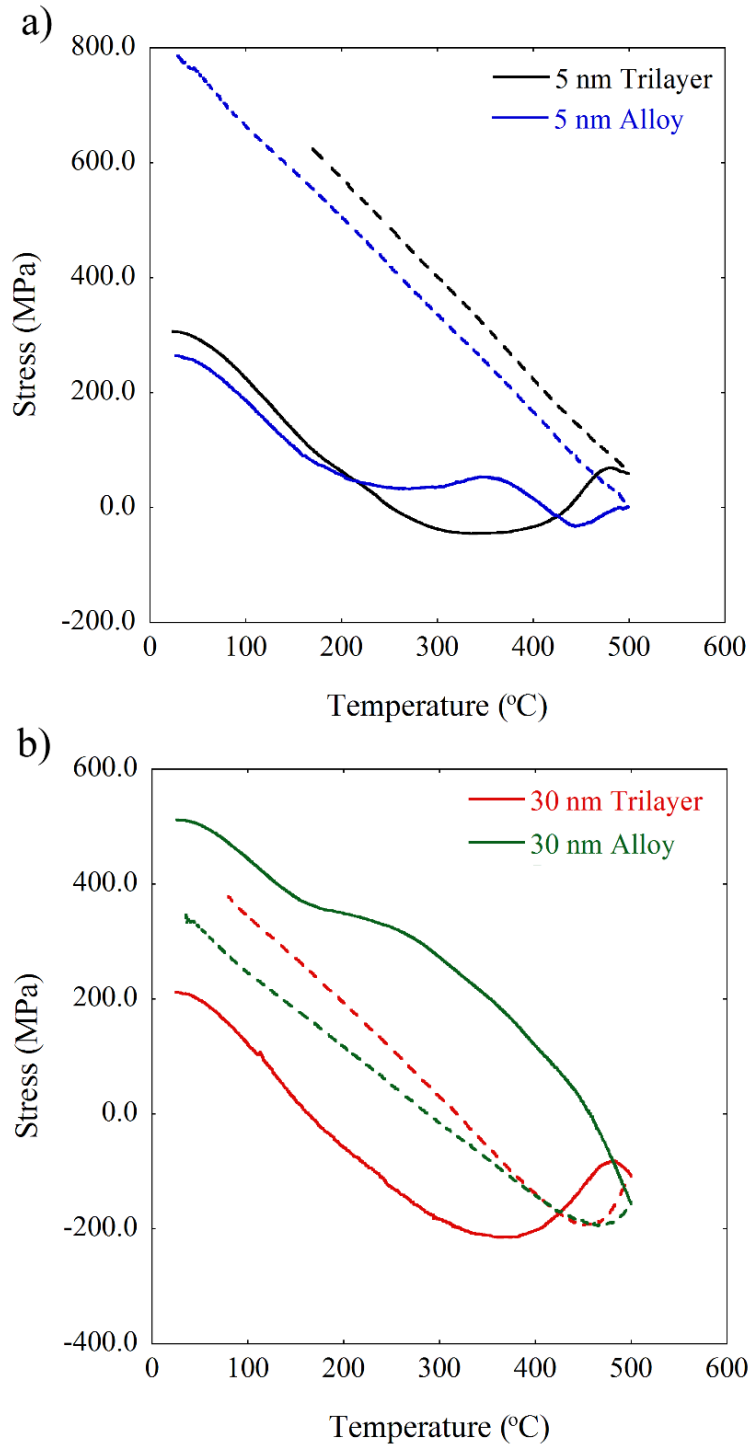 a)
800.0
600.0
400.0
200.0
0.0
-200.0
Stress (MPa)
5 nm Trilayer
5 nm Alloy
0 100 200 300 400 500 600
Temperature (°C)
b)
600.0
400.0
200.0
0.0
-200.0
-400.0
Stress (MPa)
30 nm Trilayer
30 nm Alloy
0 100 200 300 400 500 600
Temperature (°C)